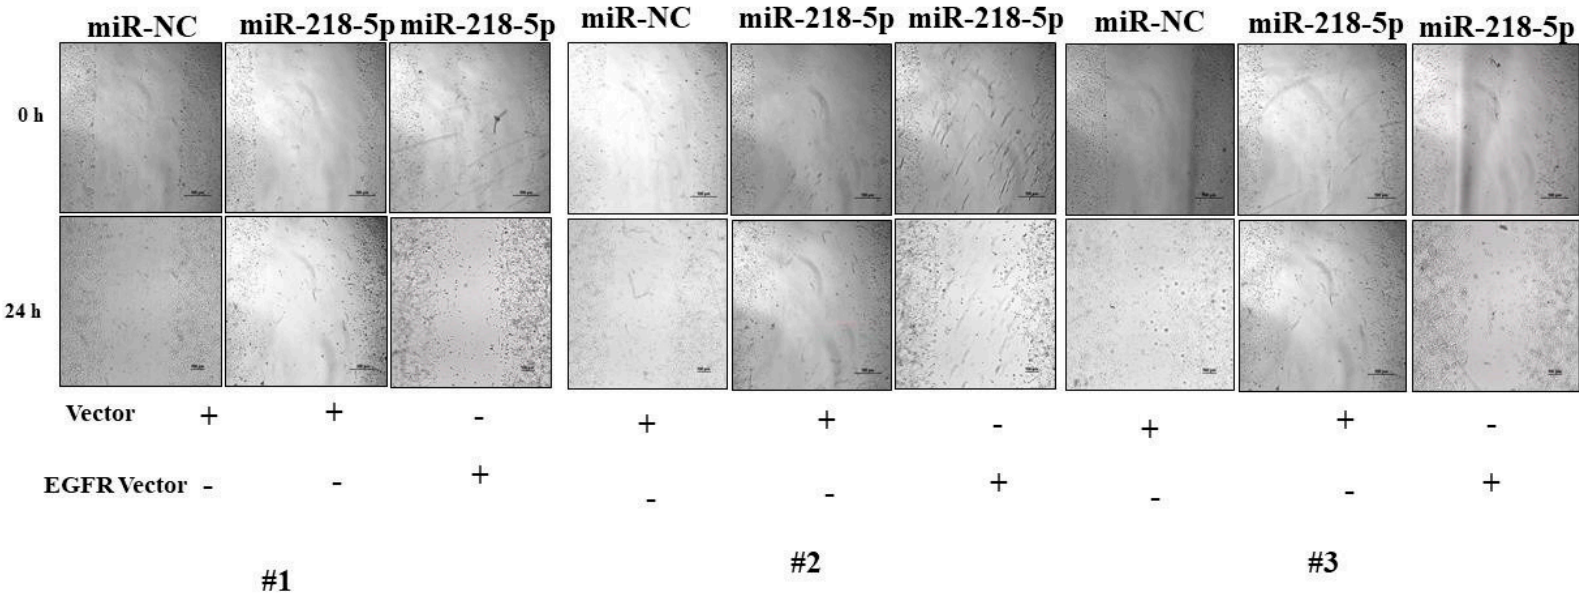 miR-NC miR-218-5p miR-218-5p miR-NC miR-218-5p miR-218-5p miR-NC miR-218-5p miR-218-5p
0 h
24 h
Vector + + - + + - + + -
EGFR Vector - - + - - + - - +
#1 #2 #3